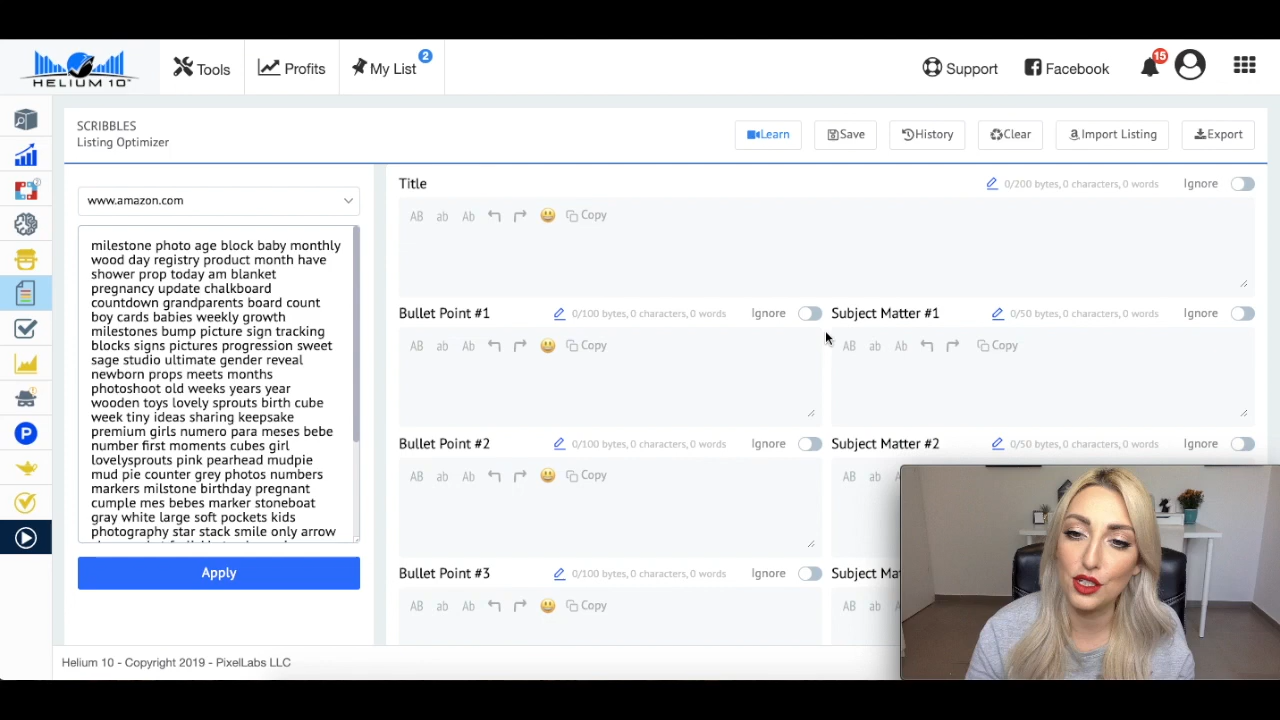 HELIUM 10™
Tools
Profits
My List
2
Support
Facebook
15
SCRIBBLES
Listing Optimizer
Learn
Save
History
Clear
Import Listing
Export
www.amazon.com
milestone photo age block baby monthly
wood day registry product month have
shower prop today am blanket
pregnancy update chalkboard
countdown grandparents board count
boy cards babies weekly growth
milestones bump picture sign tracking
blocks signs pictures progression sweet
sage studio ultimate gender reveal
newborn props meets months
photoshoot old weeks years year
wooden toys lovely sprouts birth cube
week tiny ideas sharing keepsake
premium girls numero para meses bebe
number first moments cubes girl
lovelysprouts pink pearhead mudpie
mud pie counter grey photos numbers
markers milstone birthday pregnant
cumple mes bebes marker stoneboat
gray white large soft pockets kids
photography star stack smile only arrow
Apply
Title
0/200 bytes, 0 characters, 0 words
Ignore
AB ab Ab Copy
Bullet Point #1
0/100 bytes, 0 characters, 0 words
Ignore
AB ab Ab Copy
Subject Matter #1
0/50 bytes, 0 characters, 0 words
Ignore
AB ab Ab Copy
Bullet Point #2
0/100 bytes, 0 characters, 0 words
Ignore
AB ab Ab Copy
Subject Matter #2
0/50 bytes, 0 characters, 0 words
Ignore
AB ab
Bullet Point #3
0/100 bytes, 0 characters, 0 words
Ignore
AB ab Ab Copy
Subject Ma
AB ab
Helium 10 - Copyright 2019 - PixelLabs LLC